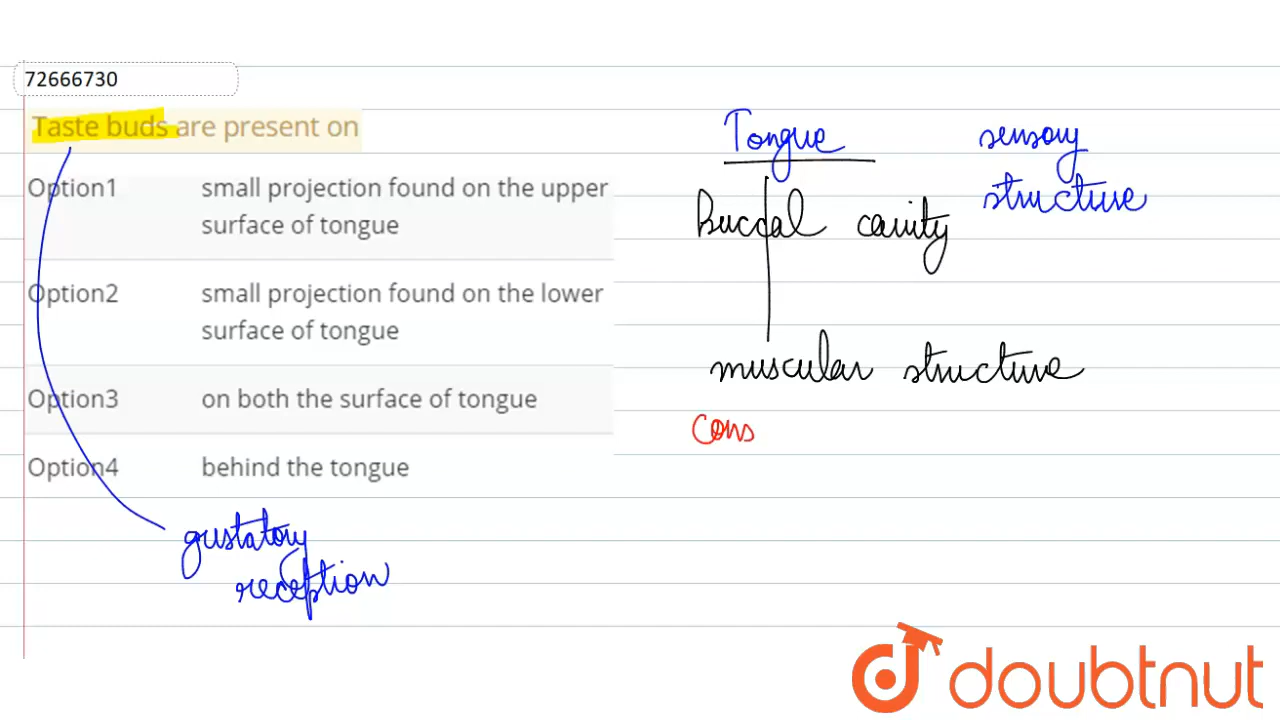 72666730
Taste buds are present on
Option1 small projection found on the upper
surface of tongue
Option2 small projection found on the lower
surface of tongue
Option3 on both the surface of tongue
Option4 behind the tongue
gustatory
reception
Tongue
sensory
structure
Buccal cavity
muscular structure
Cons
doubtnut